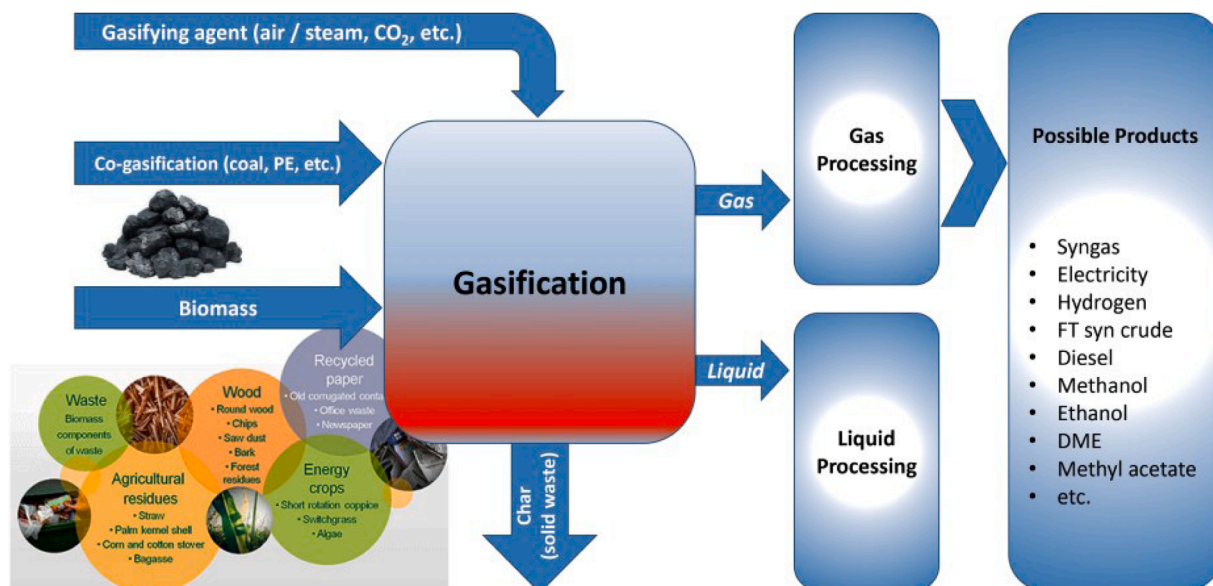 Gasifying agent (air / steam, CO₂, etc.)
Co-gasification (coal, PE, etc.)
Biomass
Gasification
Gas
Liquid
Char
(solid waste)
Gas
Processing
Liquid
Processing
Possible Products
• Syngas
• Electricity
• Hydrogen
• FT syn crude
• Diesel
• Methanol
• Ethanol
• DME
• Methyl acetate
• etc.
Waste
Biomass
components
of waste
Wood
• Round wood
• Chips
• Saw dust
• Bark
• Forest
residues
Recycled
paper
• Old corrugated conta
• Office waste
• Newspaper
Agricultural
residues
• Straw
• Palm kernel shell
• Corn and cotton stover
• Bagasse
Energy
crops
• Short rotation coppice
• Switchgrass
• Algae